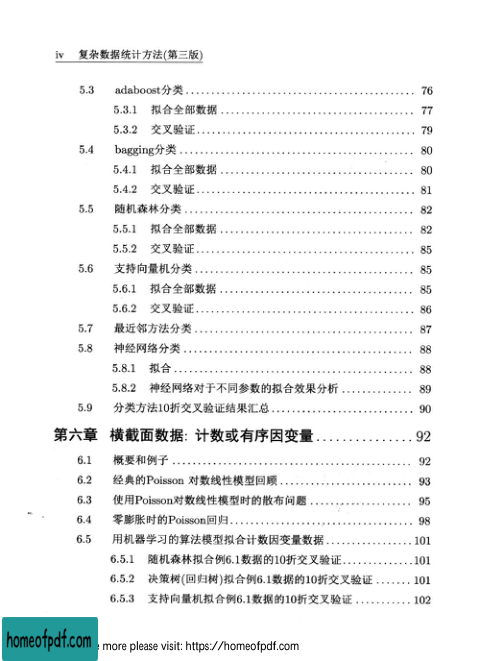 iv 复杂数据统计方法(第三版)
5.3 adaboost分类 76
5.3.1 拟合全部数据 77
5.3.2 交叉验证 79
5.4 bagging分类 80
5.4.1 拟合全部数据 80
5.4.2 交叉验证 81
5.5 随机森林分类 82
5.5.1 拟合全部数据 82
5.5.2 交叉验证 85
5.6 支持向量机分类 85
5.6.1 拟合全部数据 85
5.6.2 交叉验证 86
5.7 最近邻方法分类 87
5.8 神经网络分类 88
5.8.1 拟合 88
5.8.2 神经网络对于不同参数的拟合效果分析 89
5.9 分类方法10折交叉验证结果汇总 90
第六章 横截面数据: 计数或有序因变量 92
6.1 概要和例子 92
6.2 经典的Poisson 对数线性模型回顾 93
6.3 使用Poisson对数线性模型时的散布问题 95
6.4 零膨胀时的Poisson回归 98
6.5 用机器学习的算法模型拟合计数因变量数据 101
6.5.1 随机森林拟合例6.1数据的10折交叉验证 101
6.5.2 决策树(回归树)拟合例6.1数据的10折交叉验证 101
6.5.3 支持向量机拟合例6.1数据的10折交叉验证 102
homeofpdf.com
more please visit: https://homeofpdf.com